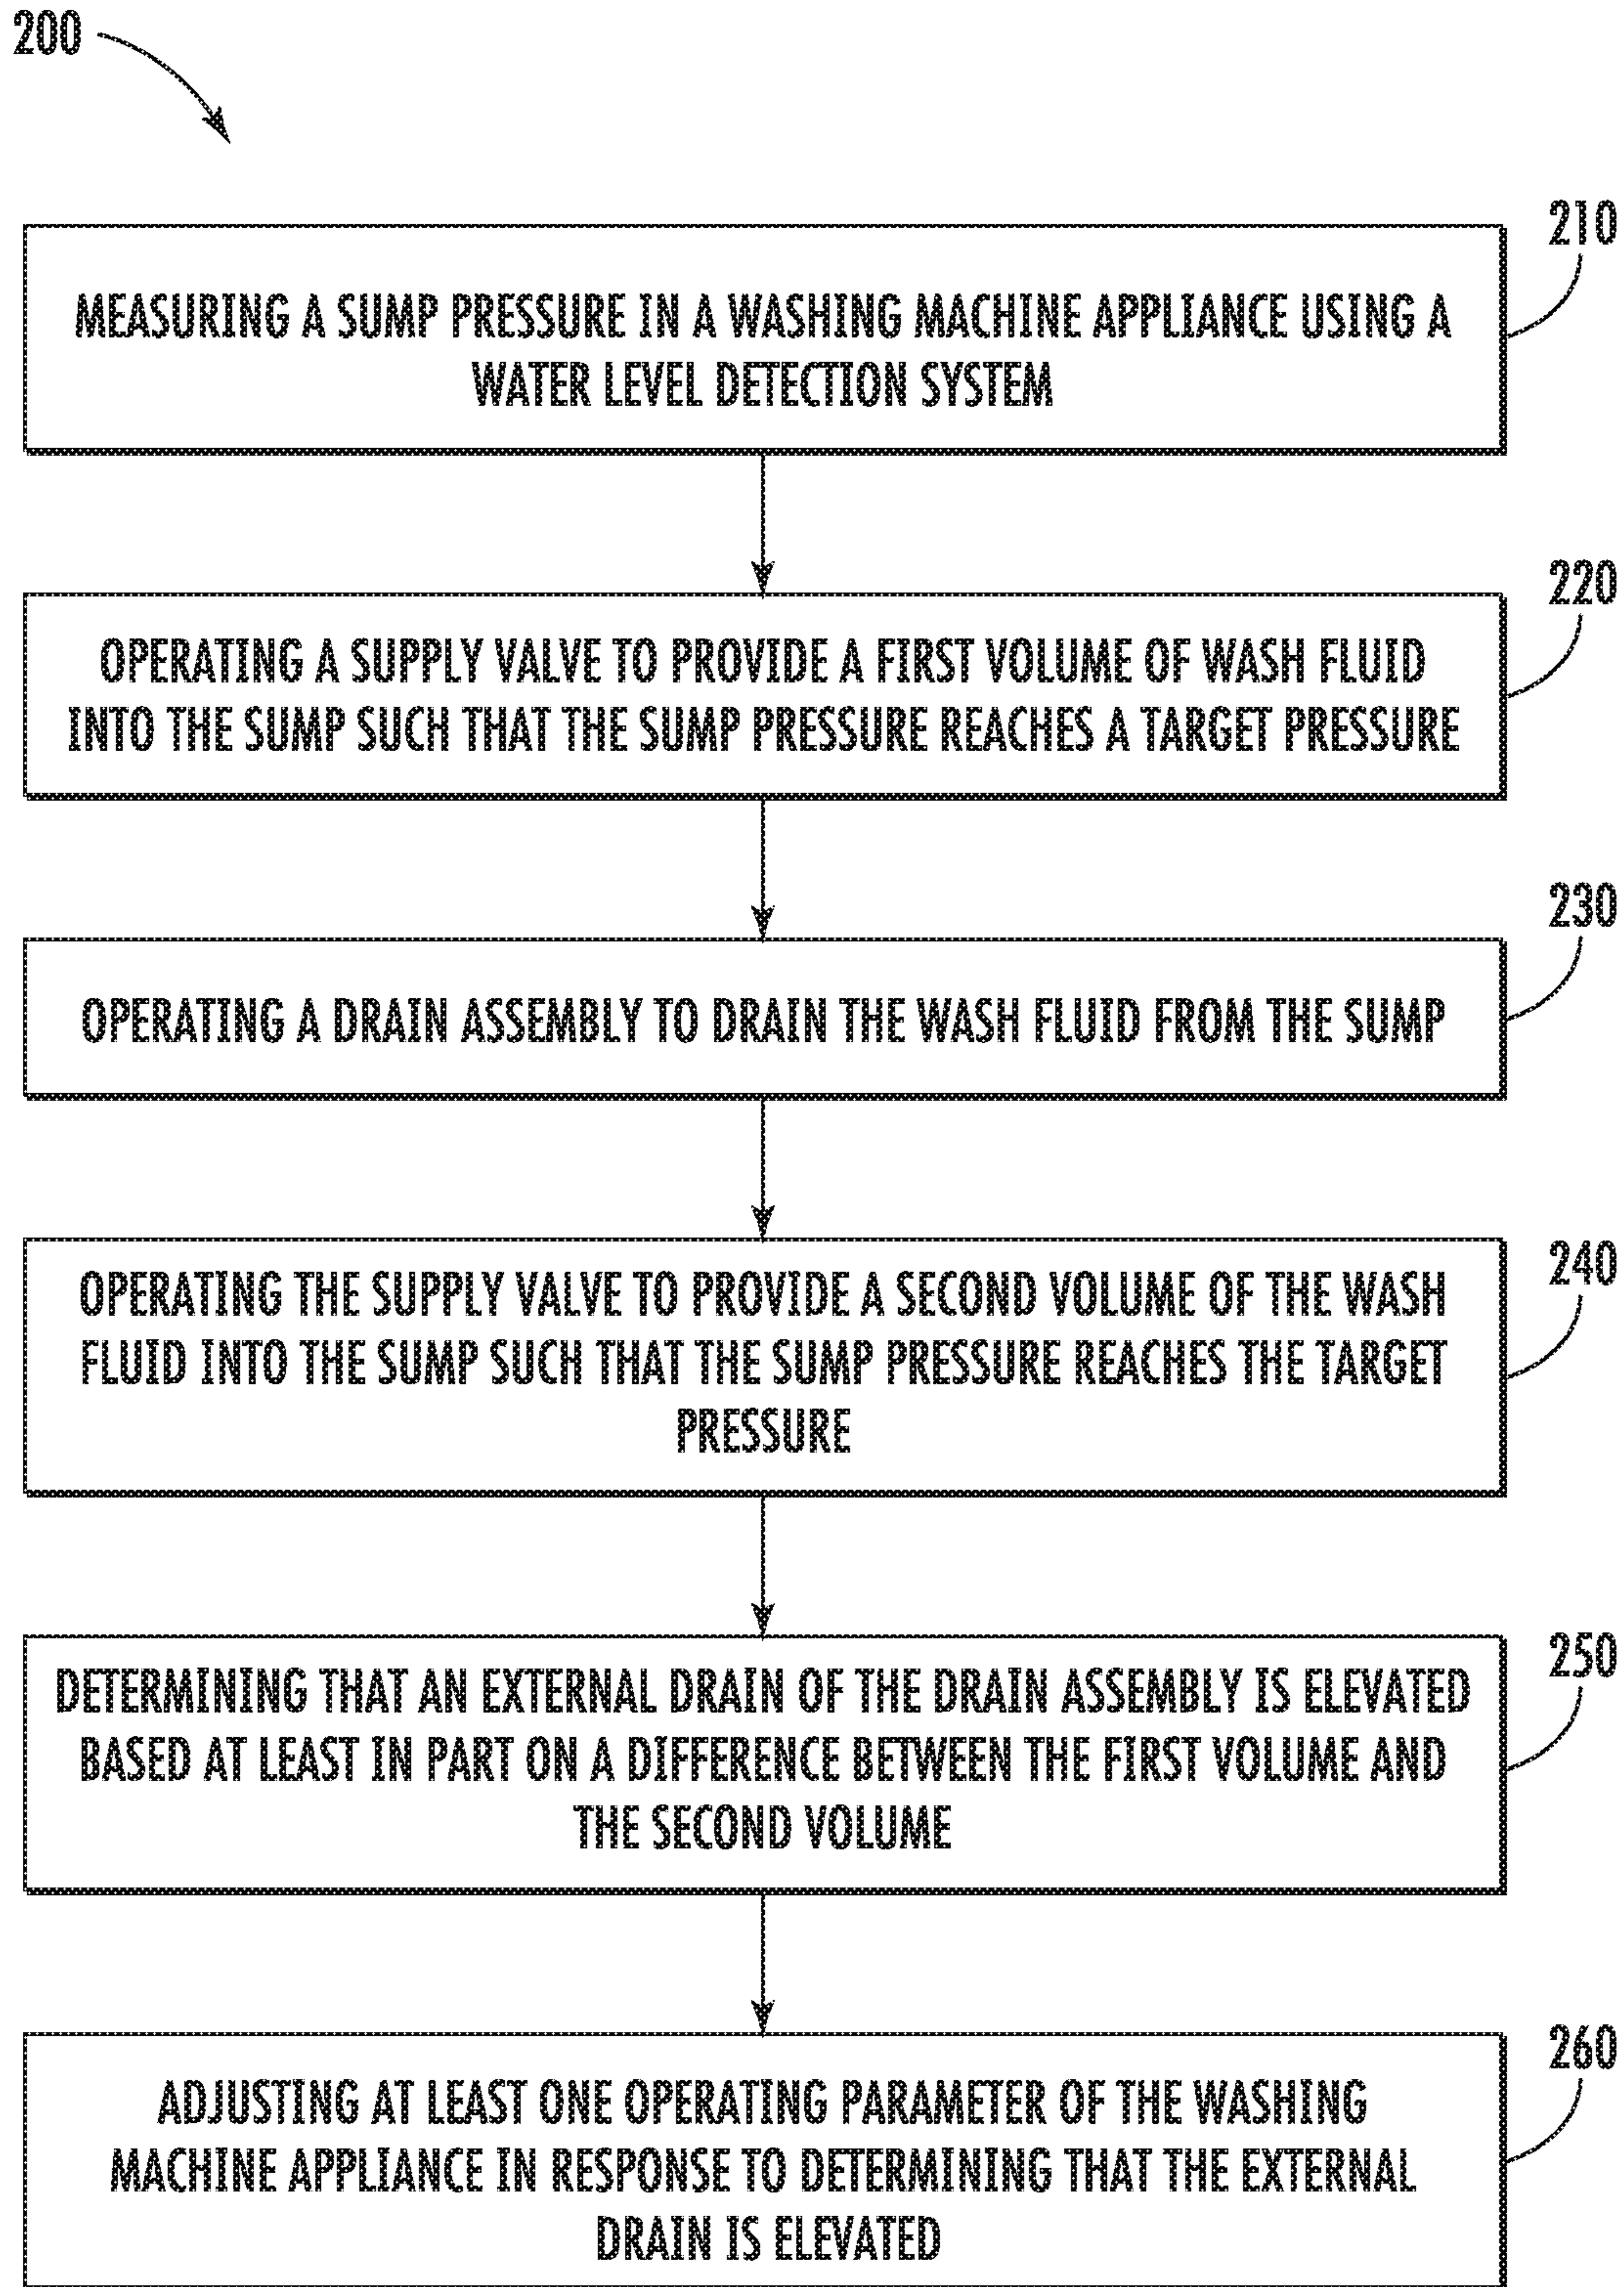 200
210
MEASURING A SUMP PRESSURE IN A WASHING MACHINE APPLIANCE USING A
WATER LEVEL DETECTION SYSTEM
220
OPERATING A SUPPLY VALVE TO PROVIDE A FIRST VOLUME OF WASH FLUID
INTO THE SUMP SUCH THAT THE SUMP PRESSURE REACHES A TARGET PRESSURE
230
OPERATING A DRAIN ASSEMBLY TO DRAIN THE WASH FLUID FROM THE SUMP
240
OPERATING THE SUPPLY VALVE TO PROVIDE A SECOND VOLUME OF THE WASH
FLUID INTO THE SUMP SUCH THAT THE SUMP PRESSURE REACHES THE TARGET
PRESSURE
250
DETERMINING THAT AN EXTERNAL DRAIN OF THE DRAIN ASSEMBLY IS ELEVATED
BASED AT LEAST IN PART ON A DIFFERENCE BETWEEN THE FIRST VOLUME AND
THE SECOND VOLUME
260
ADJUSTING AT LEAST ONE OPERATING PARAMETER OF THE WASHING
MACHINE APPLIANCE IN RESPONSE TO DETERMINING THAT THE EXTERNAL
DRAIN IS ELEVATED